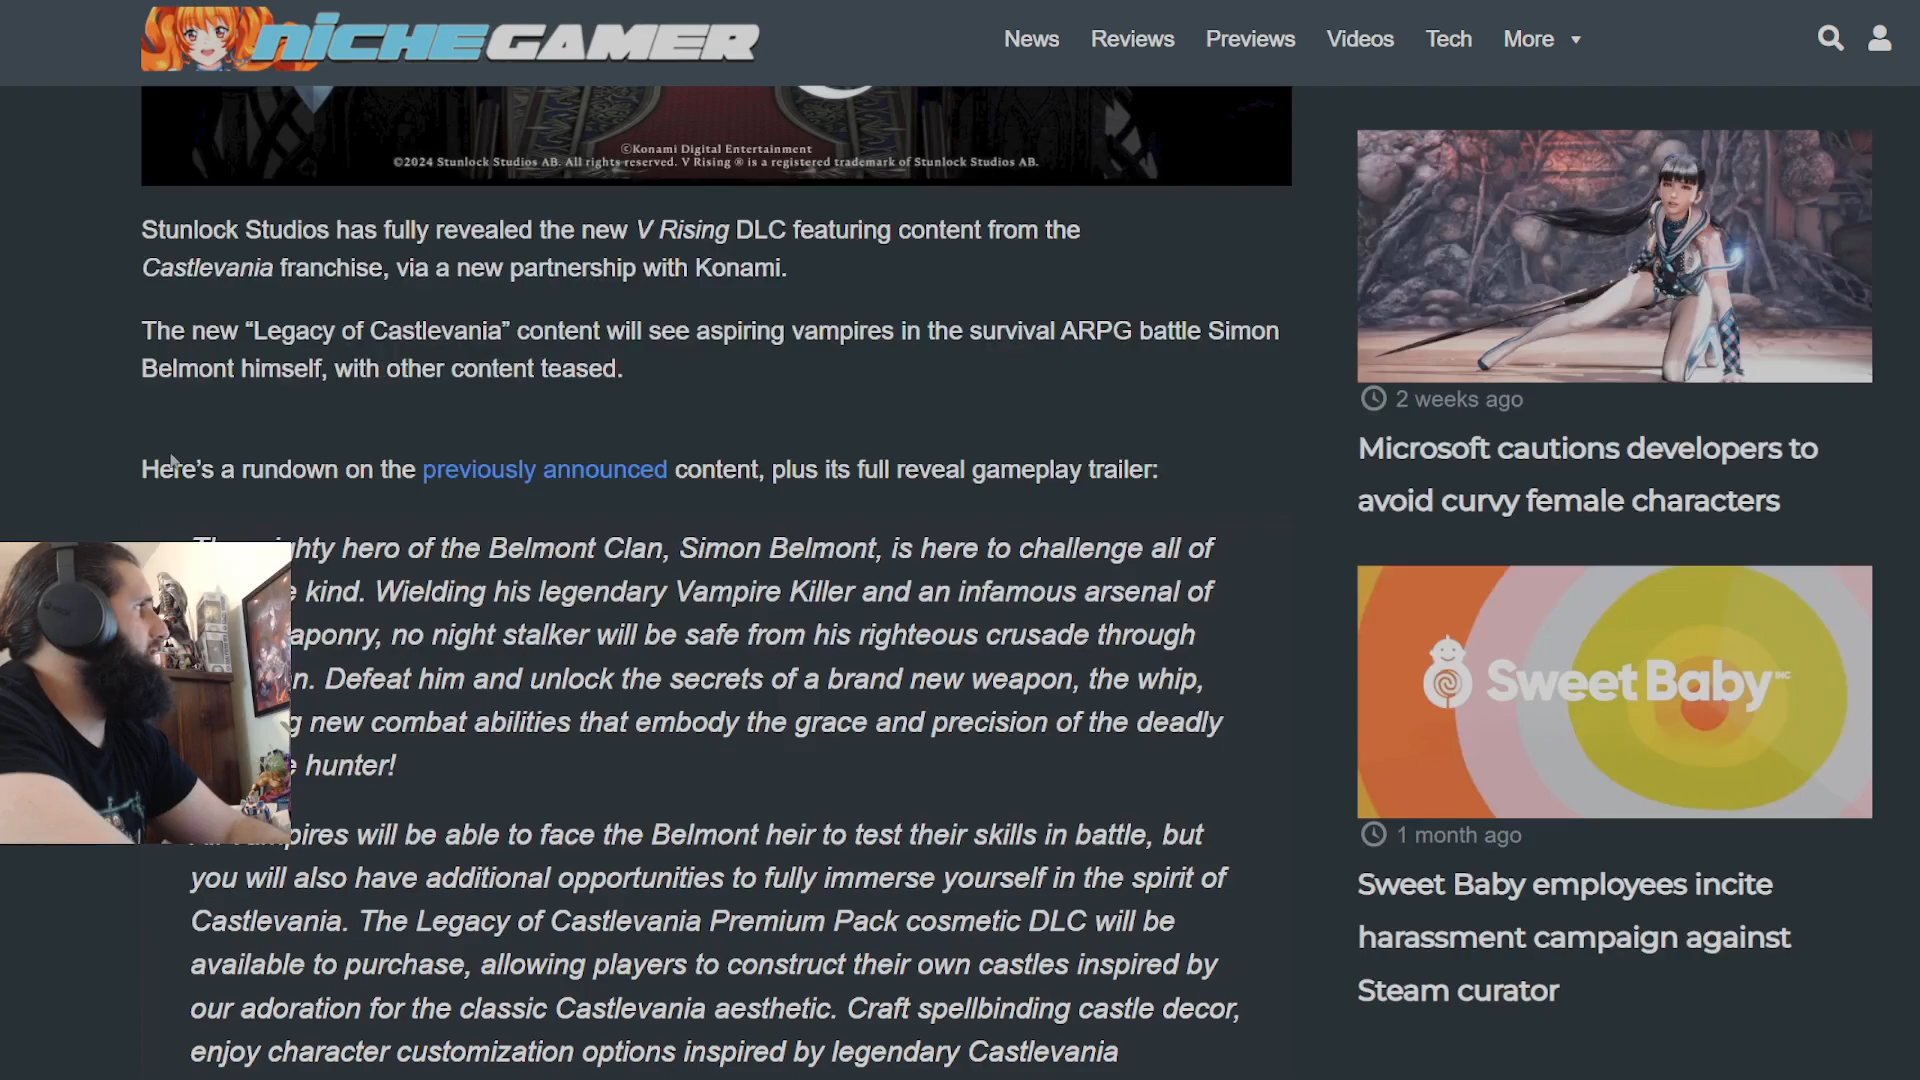 NICHEGAMER
News Reviews Previews Videos Tech More
©Konami Digital Entertainment
©2024 Stunlock Studios AB. All rights reserved. V Rising ® is a registered trademark of Stunlock Studios AB.
Stunlock Studios has fully revealed the new V Rising DLC featuring content from the
Castlevania franchise, via a new partnership with Konami.
The new “Legacy of Castlevania” content will see aspiring vampires in the survival ARPG battle Simon
Belmont himself, with other content teased.
Here’s a rundown on the previously announced content, plus its full reveal gameplay trailer:
hty hero of the Belmont Clan, Simon Belmont, is here to challenge all of
kind. Wielding his legendary Vampire Killer and an infamous arsenal of
aponry, no night stalker will be safe from his righteous crusade through
n. Defeat him and unlock the secrets of a brand new weapon, the whip,
g new combat abilities that embody the grace and precision of the deadly
hunter!
pires will be able to face the Belmont heir to test their skills in battle, but
you will also have additional opportunities to fully immerse yourself in the spirit of
Castlevania. The Legacy of Castlevania Premium Pack cosmetic DLC will be
available to purchase, allowing players to construct their own castles inspired by
our adoration for the classic Castlevania aesthetic. Craft spellbinding castle decor,
enjoy character customization options inspired by legendary Castlevania
2 weeks ago
Microsoft cautions developers to
avoid curvy female characters
Sweet Baby INC
1 month ago
Sweet Baby employees incite
harassment campaign against
Steam curator